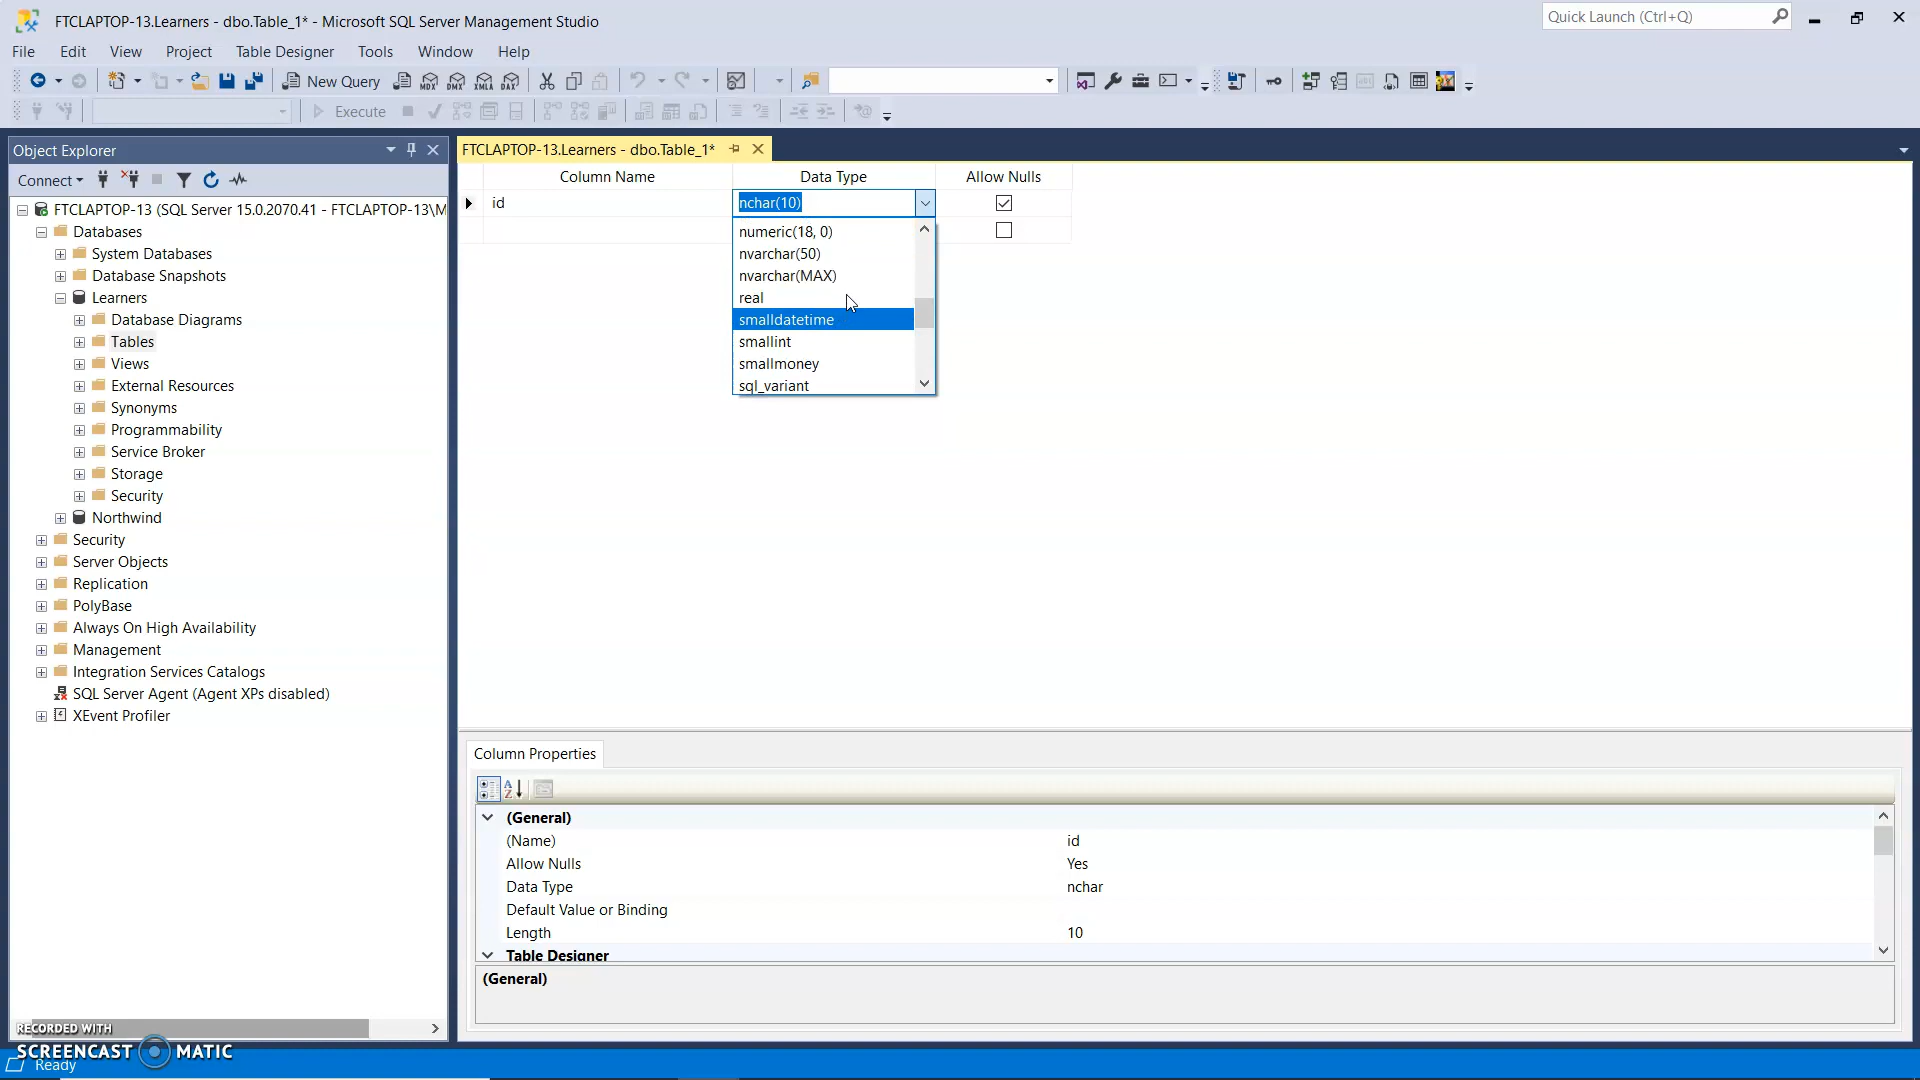 FTCLAPTOP-13.Learners - dbo.Table_1* - Microsoft SQL Server Management Studio
Quick Launch (Ctrl+Q)
File Edit View Project Table Designer Tools Window Help
New Query MDX DMX XMLA DAX
Execute
Object Explorer
FTCLAPTOP-13.Learners - dbo.Table_1*
Connect
Column Name Data Type Allow Nulls
id nchar(10)
FTCLAPTOP-13 (SQL Server 15.0.2070.41 - FTCLAPTOP-13\M
Databases
System Databases
Database Snapshots
Learners
Database Diagrams
Tables
Views
External Resources
Synonyms
Programmability
Service Broker
Storage
Security
Northwind
Security
Server Objects
Replication
PolyBase
Always On High Availability
Management
Integration Services Catalogs
SQL Server Agent (Agent XPs disabled)
XEvent Profiler
numeric(18, 0)
nvarchar(50)
nvarchar(MAX)
real
smalldatetime
smallint
smallmoney
sql_variant
Column Properties
(General)
(Name) id
Allow Nulls Yes
Data Type nchar
Default Value or Binding
Length 10
Table Designer
(General)
RECORDED WITH
SCREENCAST MATIC
Ready